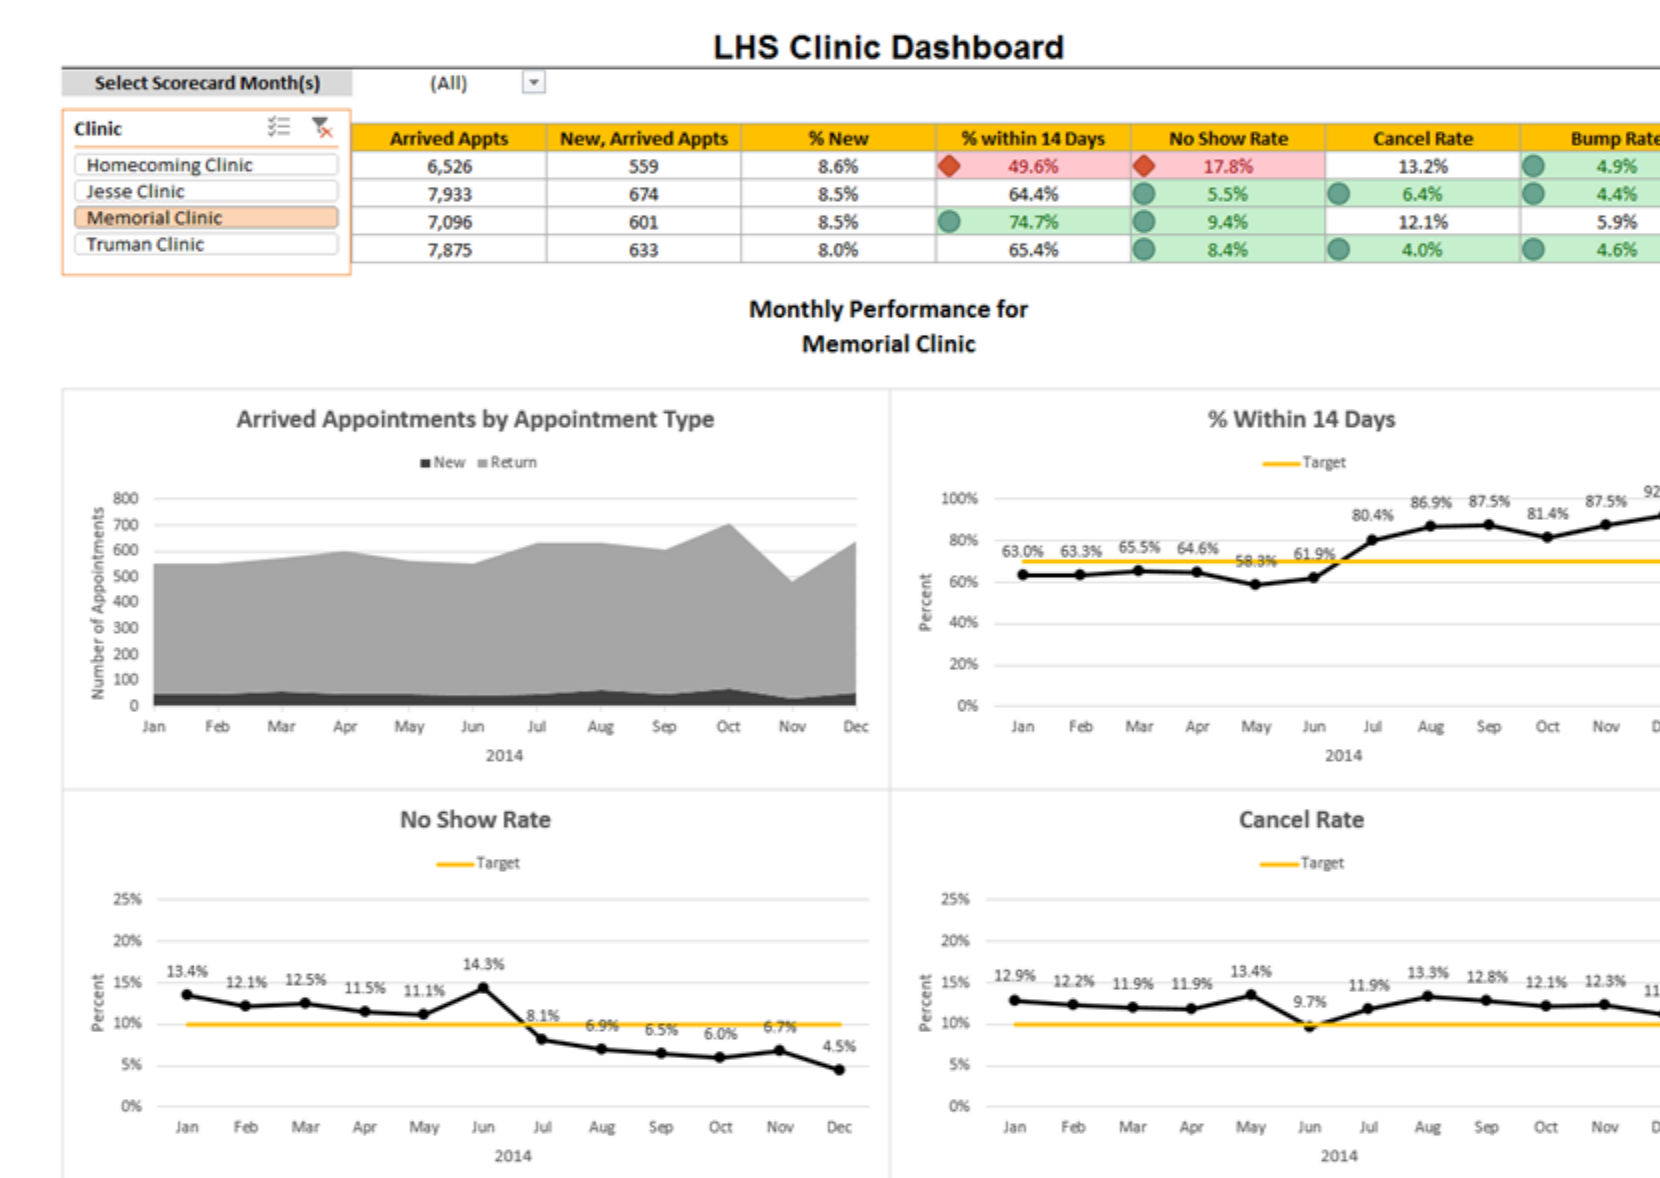 LHS Clinic Dashboard
Select Scorecard Month(s) (All)
Clinic
Arrived Appts New, Arrived Appts % New % within 14 Days No Show Rate Cancel Rate Bump Rate
Homecoming Clinic 6,526 559 8.6% 49.6% 17.8% 13.2% 4.9%
Jesse Clinic 7,933 674 8.5% 64.4% 5.5% 6.4% 4.4%
Memorial Clinic 7,096 601 8.5% 74.7% 9.4% 12.1% 5.9%
Truman Clinic 7,875 633 8.0% 65.4% 8.4% 4.0% 4.6%
Monthly Performance for
Memorial Clinic
Arrived Appointments by Appointment Type
New Return
Number of Appointments
800
700
600
500
400
300
200
100
0
Jan Feb Mar Apr May Jun Jul Aug Sep Oct Nov Dec
2014
% Within 14 Days
Target
Percent
100%
80%
60%
40%
20%
0%
63.0% 63.3% 65.5% 64.6% 58.3% 61.9% 80.4% 86.9% 87.5% 81.4% 87.5% 92
Jan Feb Mar Apr May Jun Jul Aug Sep Oct Nov D
2014
No Show Rate
Target
Percent
25%
20%
15%
10%
5%
0%
13.4% 12.1% 12.5% 11.5% 11.1% 14.3% 8.1% 6.9% 6.5% 6.0% 6.7% 4.5%
Jan Feb Mar Apr May Jun Jul Aug Sep Oct Nov Dec
2014
Cancel Rate
Target
Percent
25%
20%
15%
10%
5%
0%
12.9% 12.2% 11.9% 11.9% 13.4% 9.7% 11.9% 13.3% 12.8% 12.1% 12.3% 11
Jan Feb Mar Apr May Jun Jul Aug Sep Oct Nov D
2014